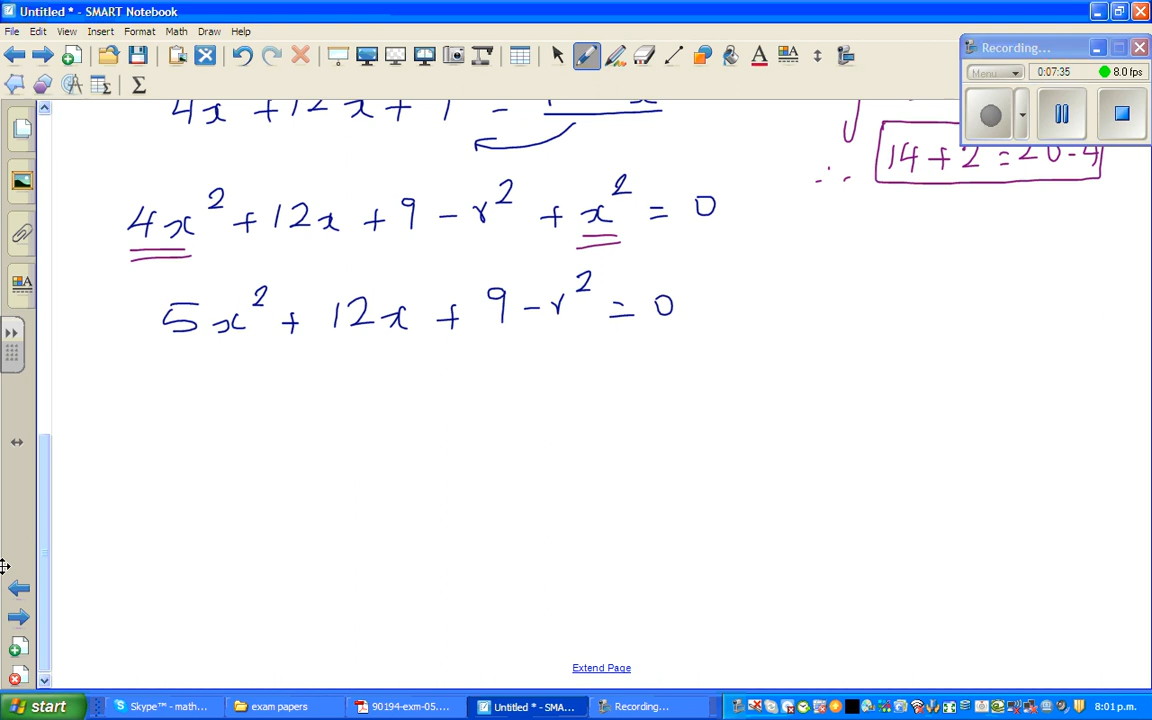 Untitled * - SMART Notebook
File Edit View Insert Format Math Draw Help
Recording...
Menu 0:07:35 8.0 fps
14 + 2 = 20 - 4
∴
4x² + 12x + 9 - r² + x² = 0
5x² + 12x + 9 - r² = 0
Extend Page
start Skype™ - math... exam papers 90194-exm-05.... Untitled * - SMA... Recording... 8:01 p.m.